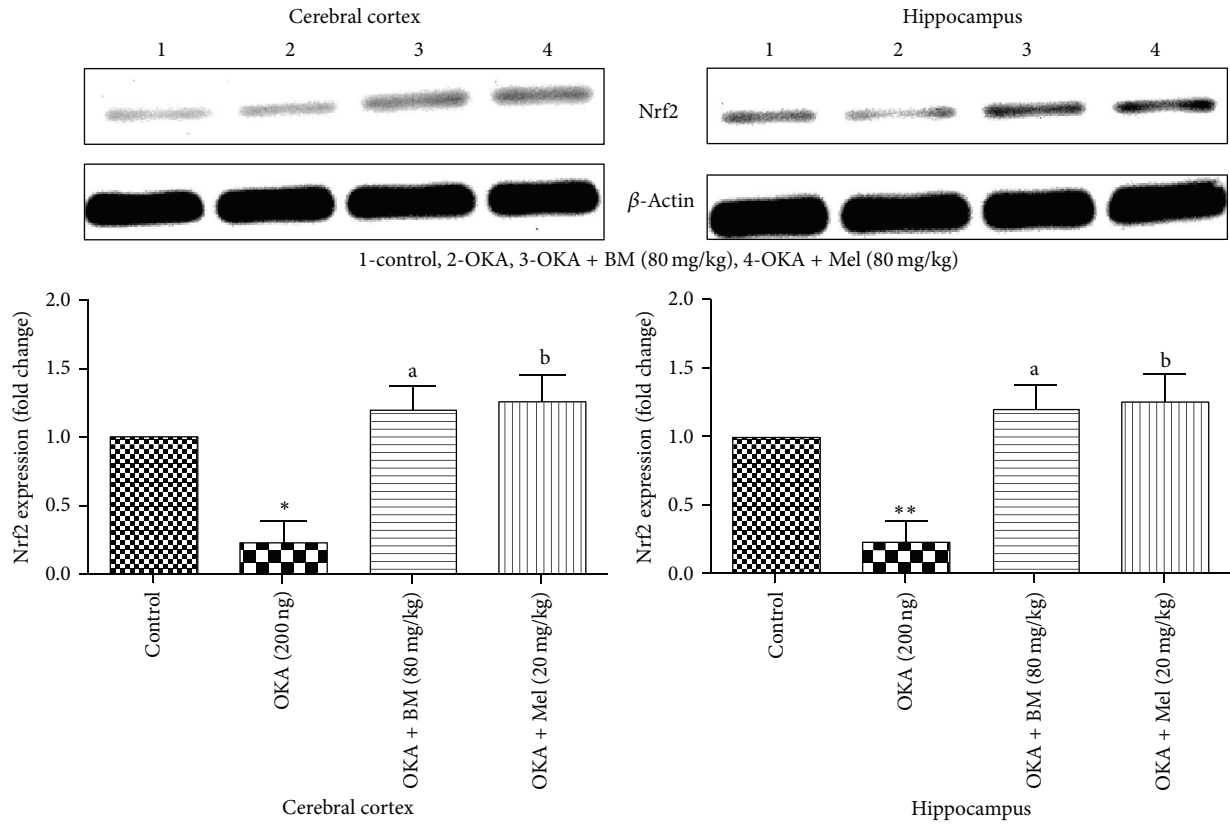 Cerebral cortex
1 2 3 4
Hippocampus
1 2 3 4
Nrf2
β-Actin
1-control, 2-OKA, 3-OKA + BM (80 mg/kg), 4-OKA + Mel (80 mg/kg)
Nrf2 expression (fold change)
2.0
1.5
1.0
0.5
0.0
*
a
b
Control
OKA (200 ng)
OKA + BM (80 mg/kg)
OKA + Mel (20 mg/kg)
Cerebral cortex
Nrf2 expression (fold change)
2.0
1.5
1.0
0.5
0.0
**
a
b
Control
OKA (200 ng)
OKA + BM (80 mg/kg)
OKA + Mel (20 mg/kg)
Hippocampus